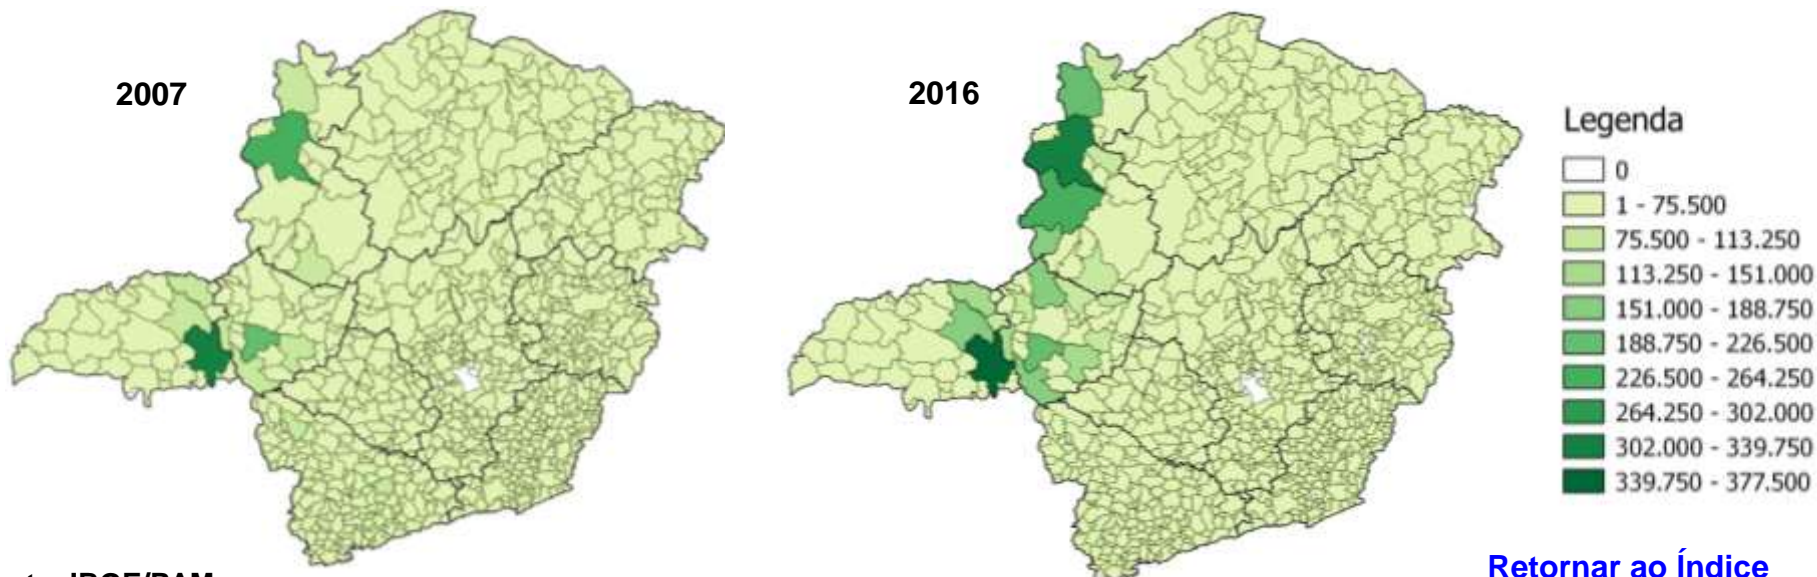 2007
2016
Legenda
0
1 - 75.500
75.500 - 113.250
113.250 - 151.000
151.000 - 188.750
188.750 - 226.500
226.500 - 264.250
264.250 - 302.000
302.000 - 339.750
339.750 - 377.500
IBGE/PAM
Retornar ao Índice